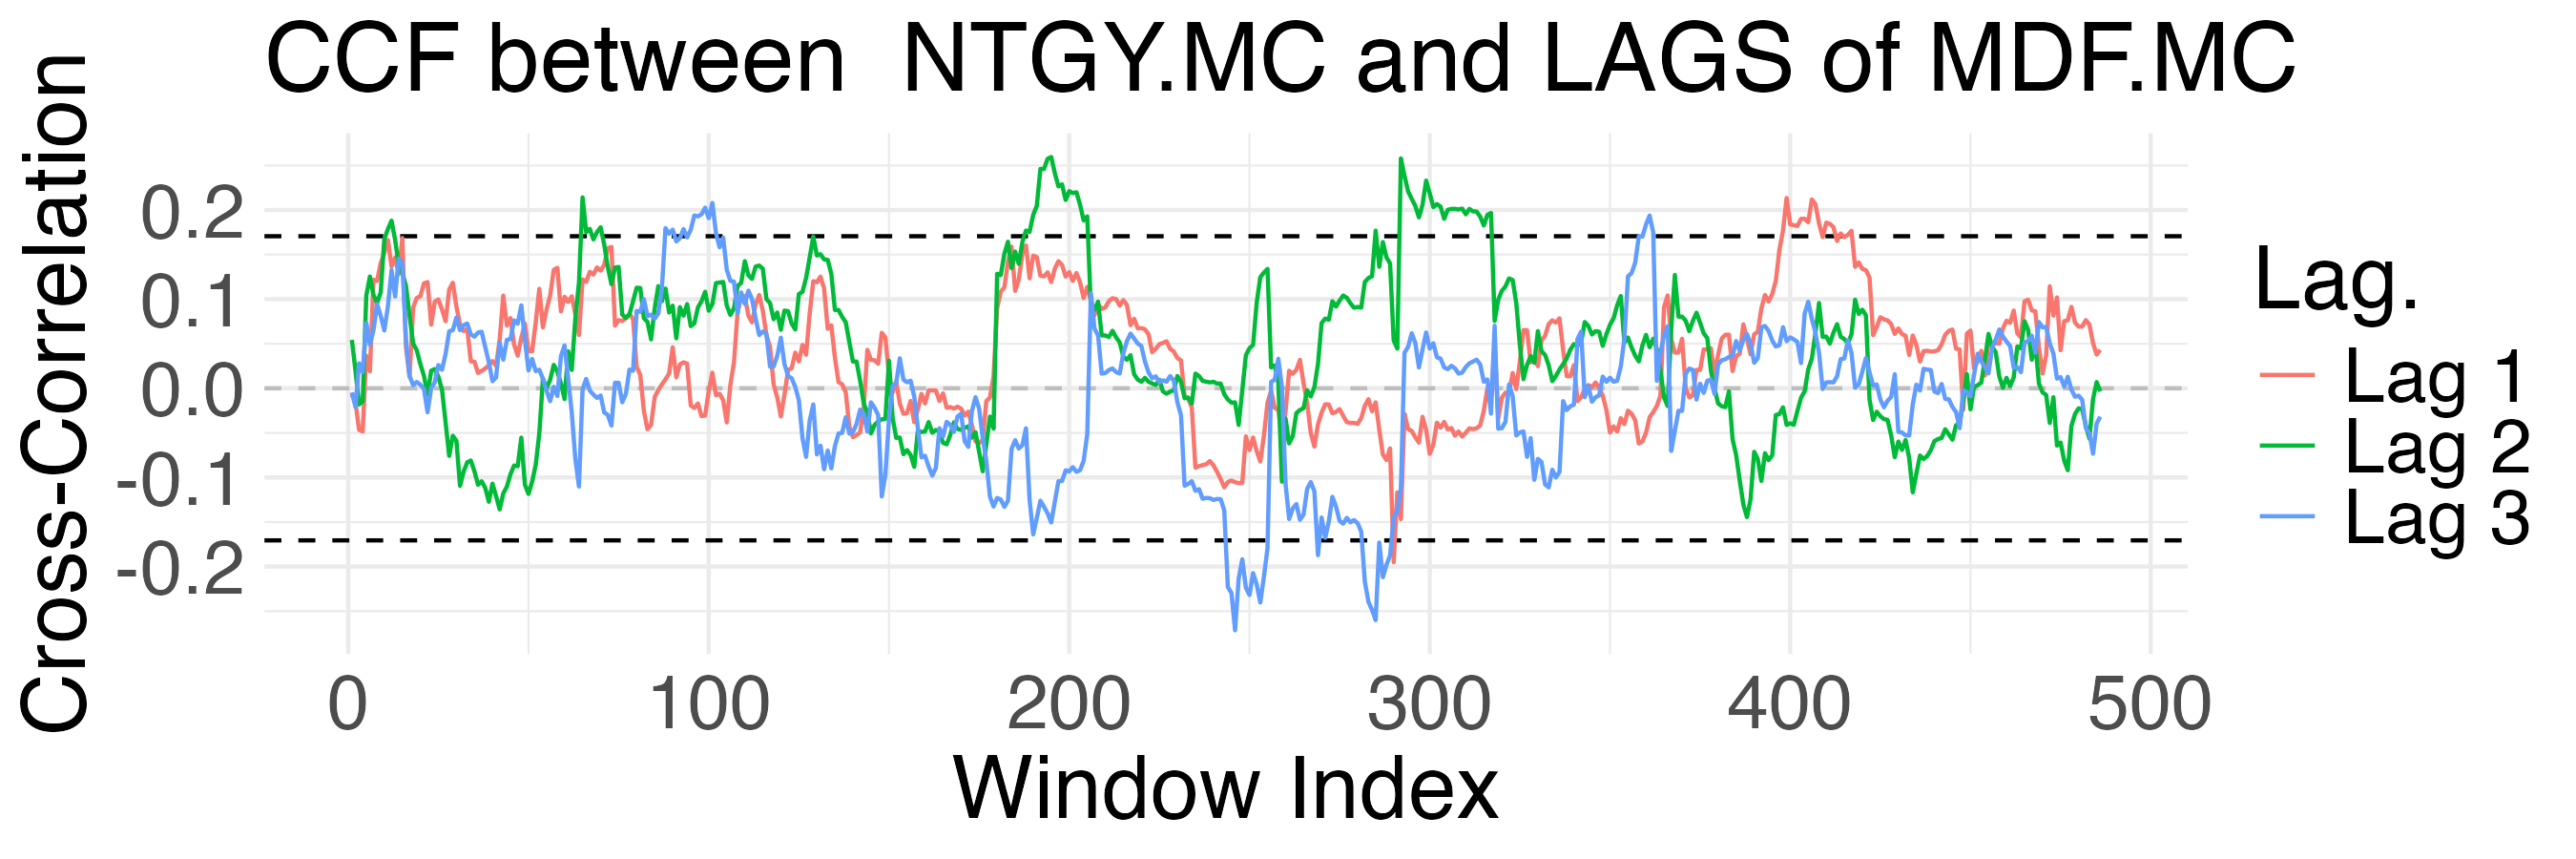 CCF between  NTGY.MC and LAGS of MDF.MC
Cross-Correlation
0.2
0.1
0.0
-0.1
-0.2
0 100 200 300 400 500
Window Index
Lag.
Lag 1
Lag 2
Lag 3